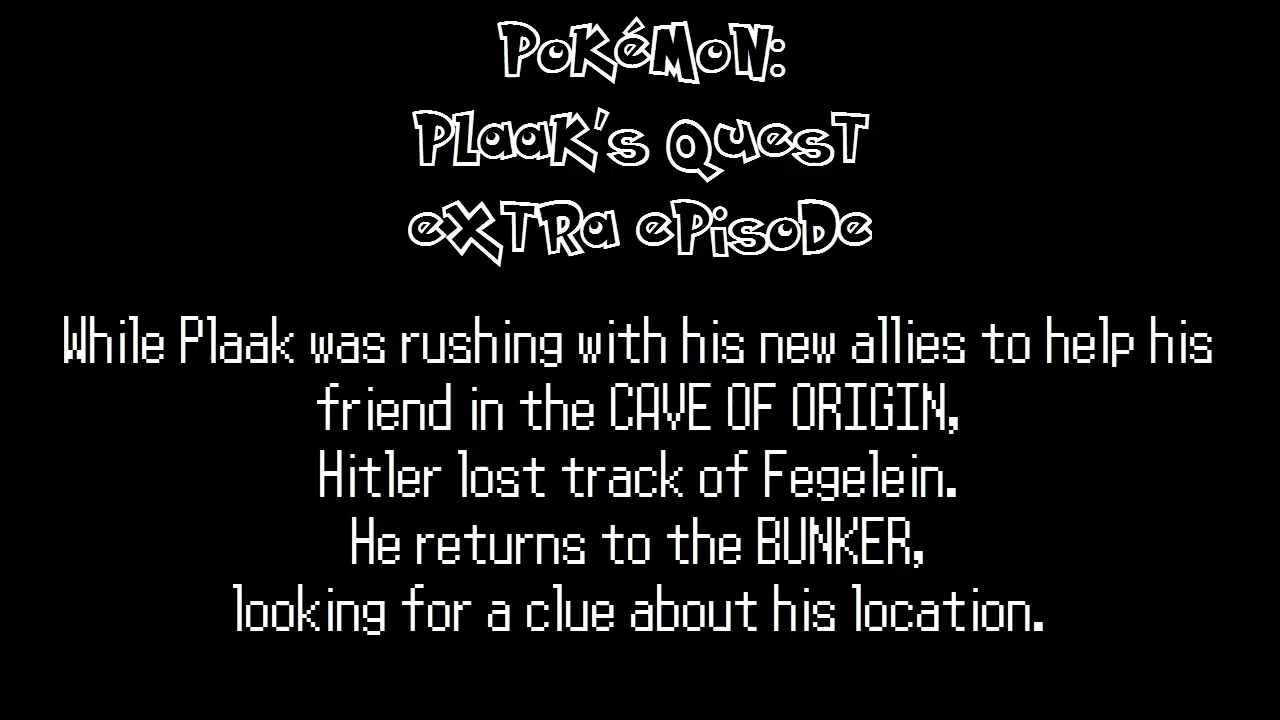 PoKéMoN:
PLaaK's QuesT
eXTRa ePisoDe
While Plaak was rushing with his new allies to help his
friend in the CAVE OF ORIGIN,
Hitler lost track of Fegelein.
He returns to the BUNKER,
looking for a clue about his location.